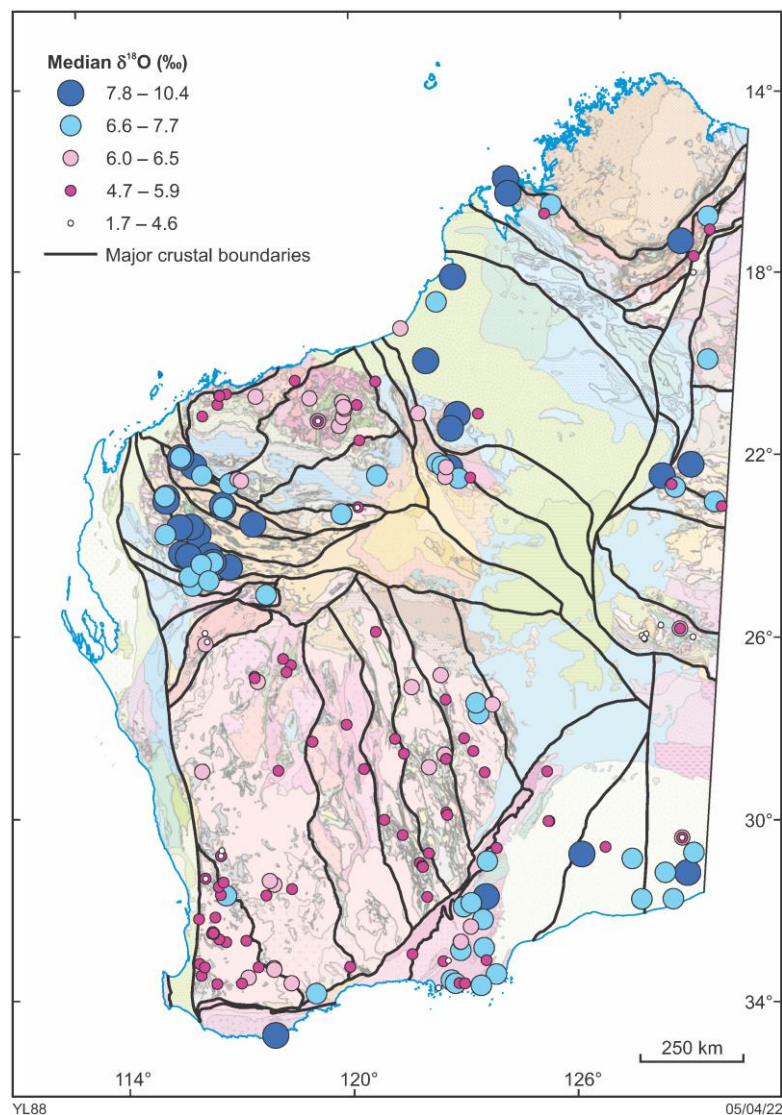 Median δ¹⁸O (‰)
7.8 – 10.4
6.6 – 7.7
6.0 – 6.5
4.7 – 5.9
1.7 – 4.6
Major crustal boundaries
14°
18°
22°
26°
30°
34°
250 km
114°
120°
126°
YL88
05/04/22